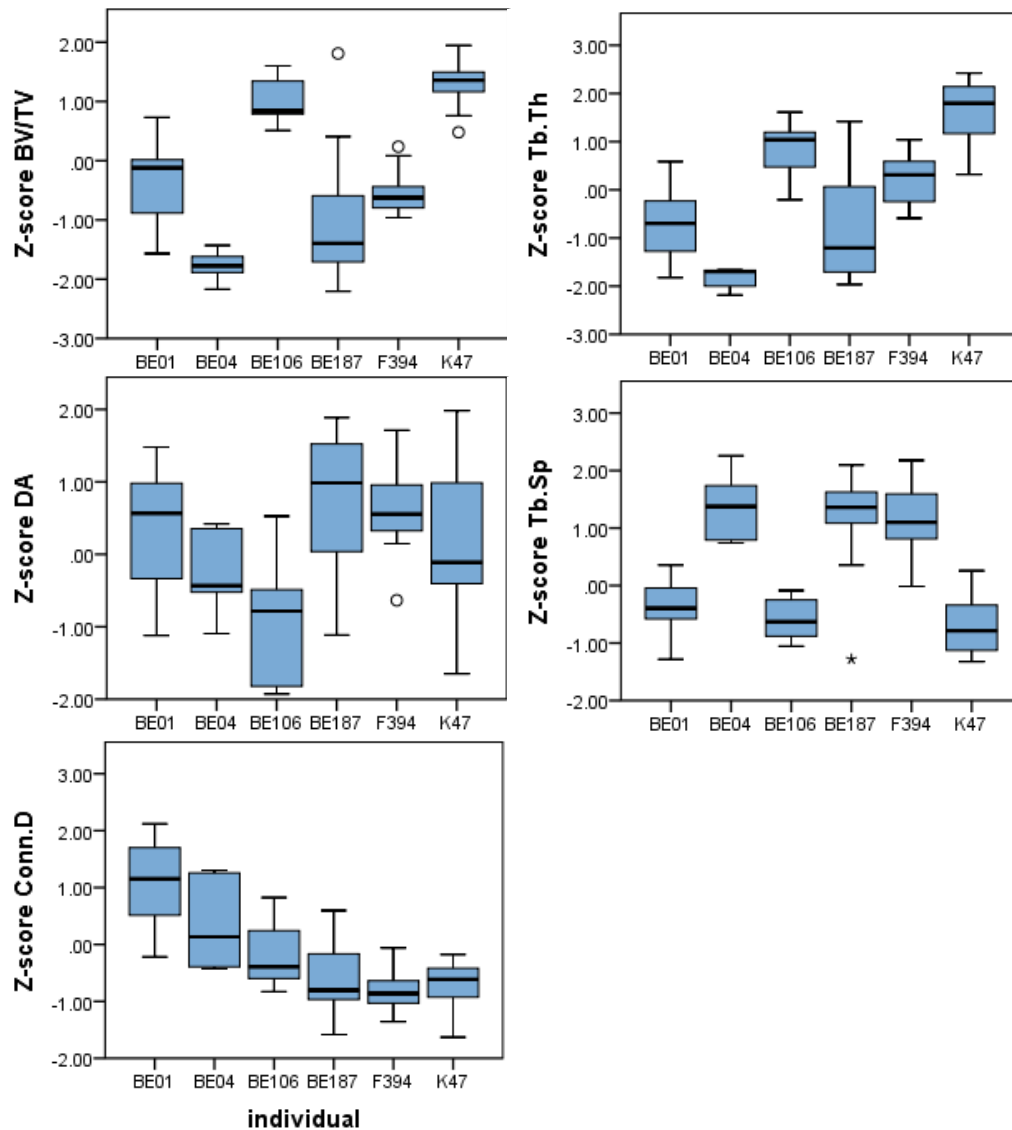 Z-score BV/TV
2.00
1.00
.00
-1.00
-2.00
-3.00
BE01 BE04 BE106 BE187 F394 K47
Z-score Tb.Th
3.00
2.00
1.00
.00
-1.00
-2.00
-3.00
BE01 BE04 BE106 BE187 F394 K47
Z-score DA
2.00
1.00
.00
-1.00
-2.00
BE01 BE04 BE106 BE187 F394 K47
Z-score Tb.Sp
3.00
2.00
1.00
.00
-1.00
-2.00
BE01 BE04 BE106 BE187 F394 K47
Z-score Conn.D
3.00
2.00
1.00
.00
-1.00
-2.00
BE01 BE04 BE106 BE187 F394 K47
individual